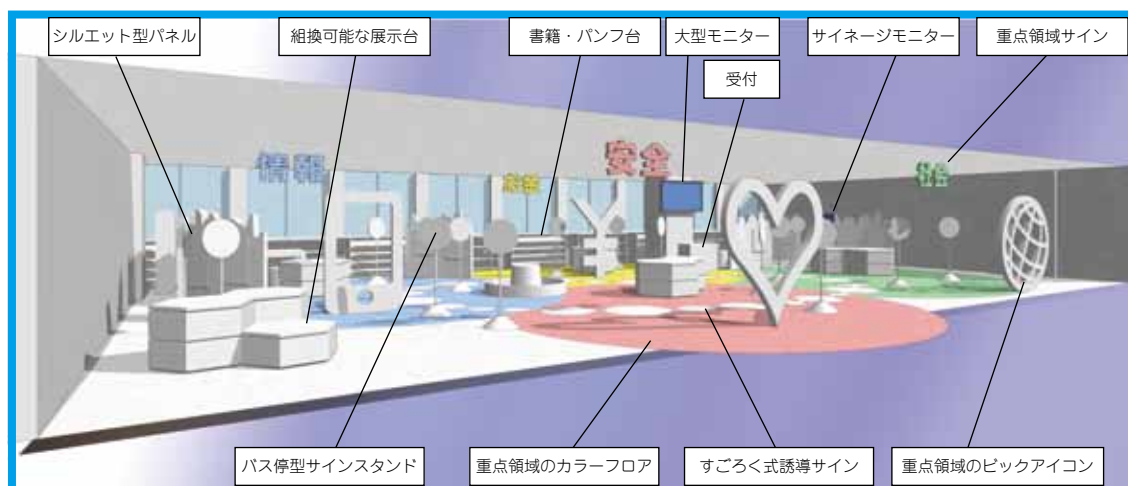 シルエット型パネル
組換可能な展示台
書籍・パンフ台
大型モニター
サイネージモニター
重点領域サイン
受付
情報
安全
社会
バス停型サインスタンド
重点領域のカラーフロア
すごろく式誘導サイン
重点領域のビックアイコン